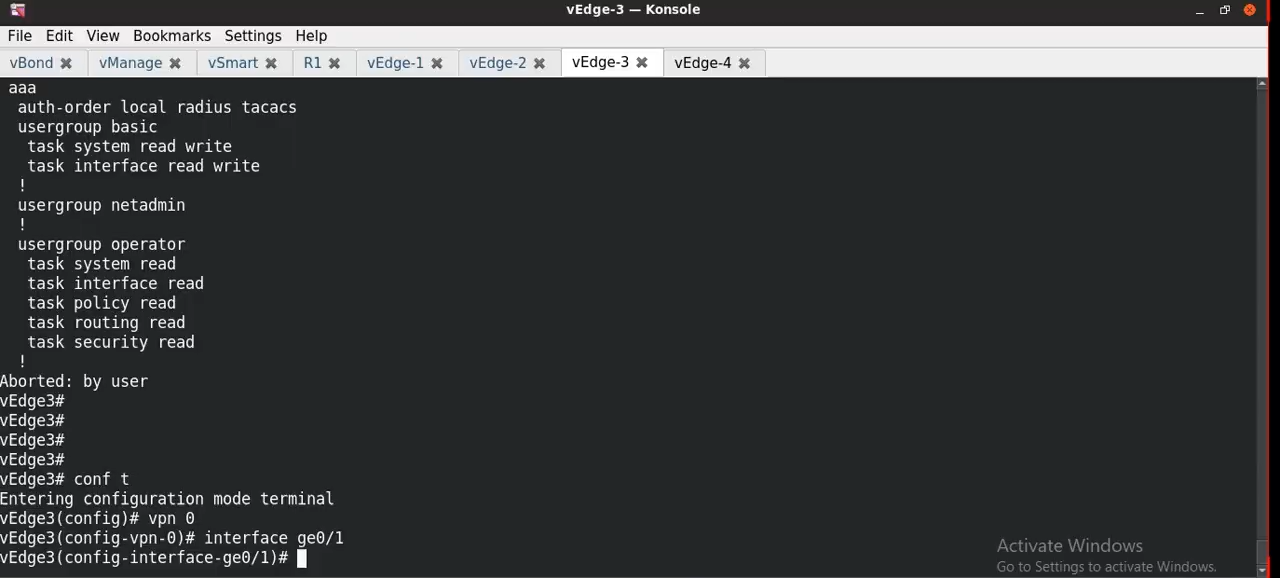 vEdge-3 — Konsole
File Edit View Bookmarks Settings Help
vBond vManage vSmart R1 vEdge-1 vEdge-2 vEdge-3 vEdge-4
aaa
auth-order local radius tacacs
usergroup basic
task system read write
task interface read write
!
usergroup netadmin
!
usergroup operator
task system read
task interface read
task policy read
task routing read
task security read
!
Aborted: by user
vEdge3#
vEdge3#
vEdge3#
vEdge3#
vEdge3# conf t
Entering configuration mode terminal
vEdge3(config)# vpn 0
vEdge3(config-vpn-0)# interface ge0/1
vEdge3(config-interface-ge0/1)#
Activate Windows
Go to Settings to activate Windows.